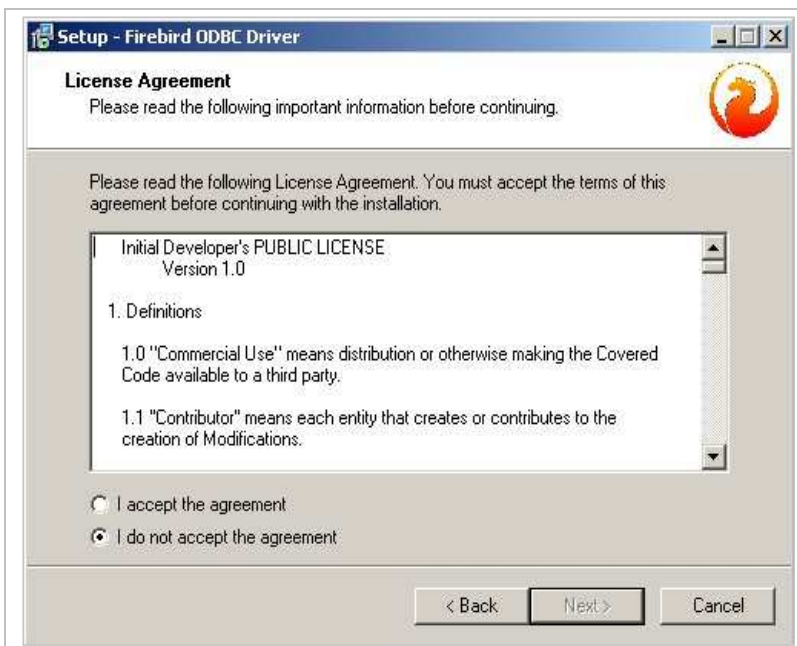 Setup - Firebird ODBC Driver
License Agreement
Please read the following important information before continuing.
Please read the following License Agreement. You must accept the terms of this
agreement before continuing with the installation.
Initial Developer's PUBLIC LICENSE
Version 1.0
1. Definitions
1.0 "Commercial Use" means distribution or otherwise making the Covered
Code available to a third party.
1.1 "Contributor" means each entity that creates or contributes to the
creation of Modifications.
I accept the agreement
I do not accept the agreement
< Back Next > Cancel